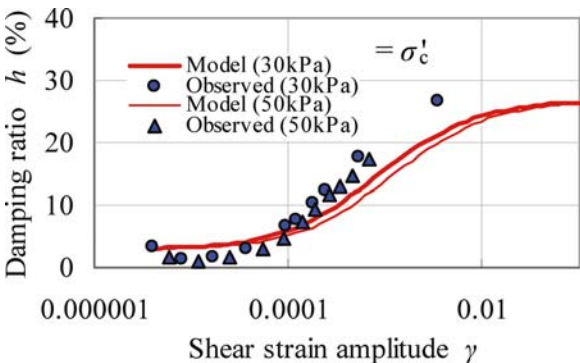 Damping ratio h (%)
40
30
20
10
0
Model (30kPa)
Observed (30kPa)
Model (50kPa)
Observed (50kPa)
= σ'c
0.000001
0.0001
0.01
Shear strain amplitude γ